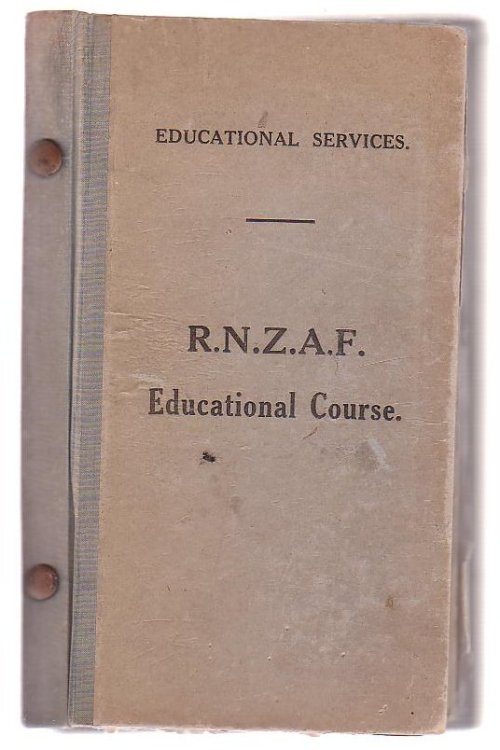 EDUCATIONAL SERVICES.
R.N.Z.A.F.
Educational Course.